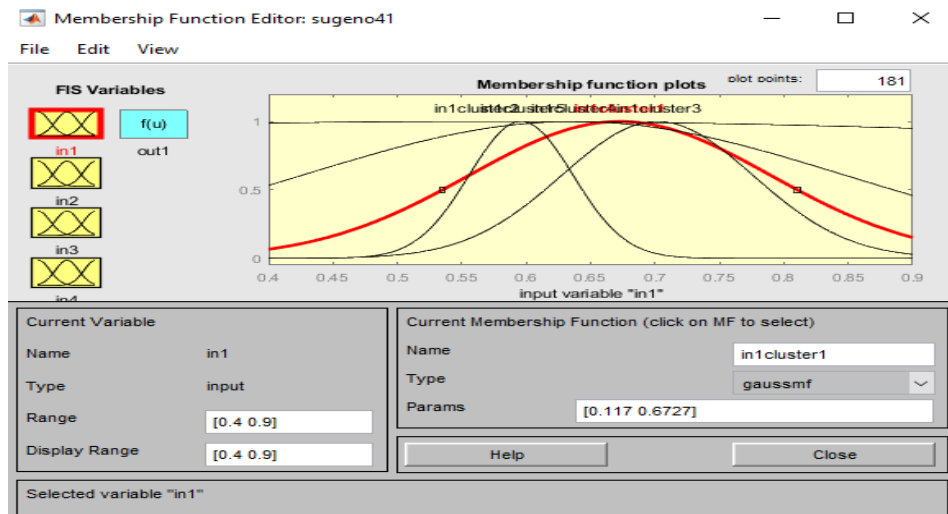 Membership Function Editor: sugeno41
File Edit View
FIS Variables
f(u)
in1
out1
in2
in3
in4
Membership function plots
plot points:
181
in1cluster3
1
0.5
0
0.4 0.45 0.5 0.55 0.6 0.65 0.7 0.75 0.8 0.85 0.9
input variable "in1"
Current Variable
Name in1
Type input
Range [0.4 0.9]
Display Range [0.4 0.9]
Current Membership Function (click on MF to select)
Name in1cluster1
Type gaussmf
Params [0.117 0.6727]
Help Close
Selected variable "in1"